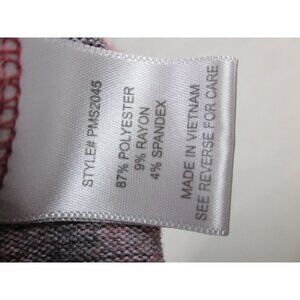 STYLE# PMS2045
87% POLYESTER
9% RAYON
4% SPANDEX
MADE IN VIETNAM
SEE REVERSE FOR CARE